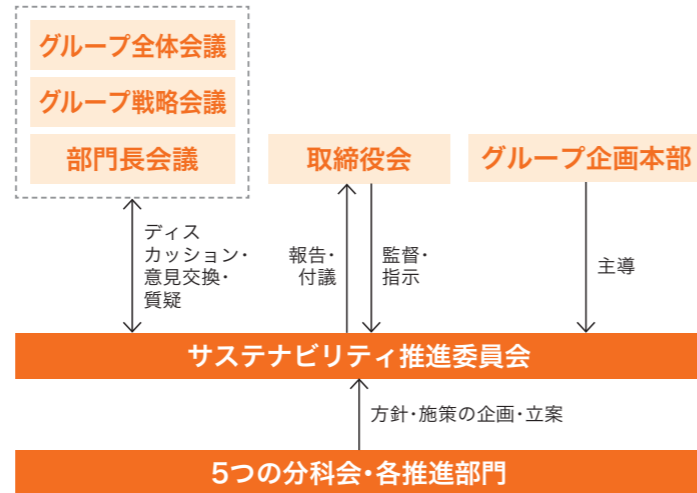 グループ全体会議
グループ戦略会議
部門長会議
取締役会
グループ企画本部
ディス
カッション・
意見交換・
質疑
報告・
付議
監督・
指示
主導
サステナビリティ推進委員会
方針・施策の企画・立案
5つの分科会・各推進部門